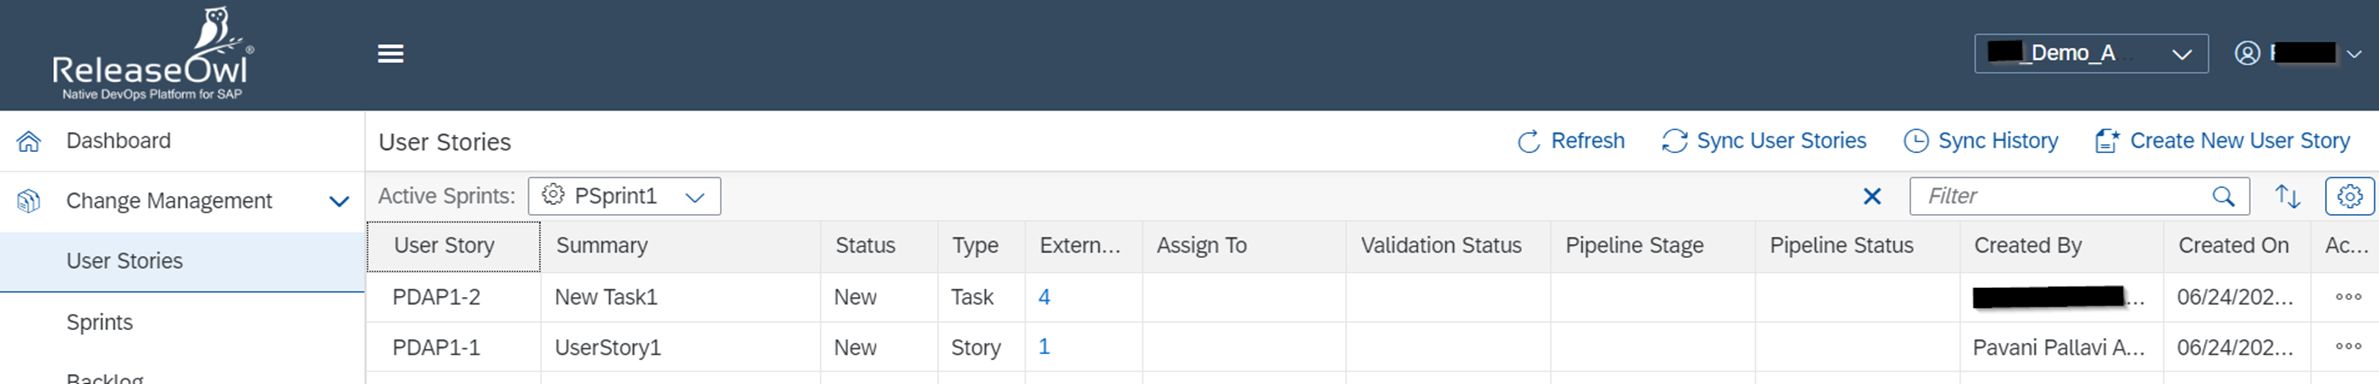 ReleaseOwl®
Native DevOps Platform for SAP
_Demo_A
Dashboard
Change Management
User Stories
Sprints
Backlog
User Stories
Refresh
Sync User Stories
Sync History
Create New User Story
Active Sprints: PSprint1
Filter
User Story Summary Status Type Extern... Assign To Validation Status Pipeline Stage Pipeline Status Created By Created On Ac...
PDAP1-2 New Task1 New Task 4 ... 06/24/202...
PDAP1-1 UserStory1 New Story 1 Pavani Pallavi A... 06/24/202...